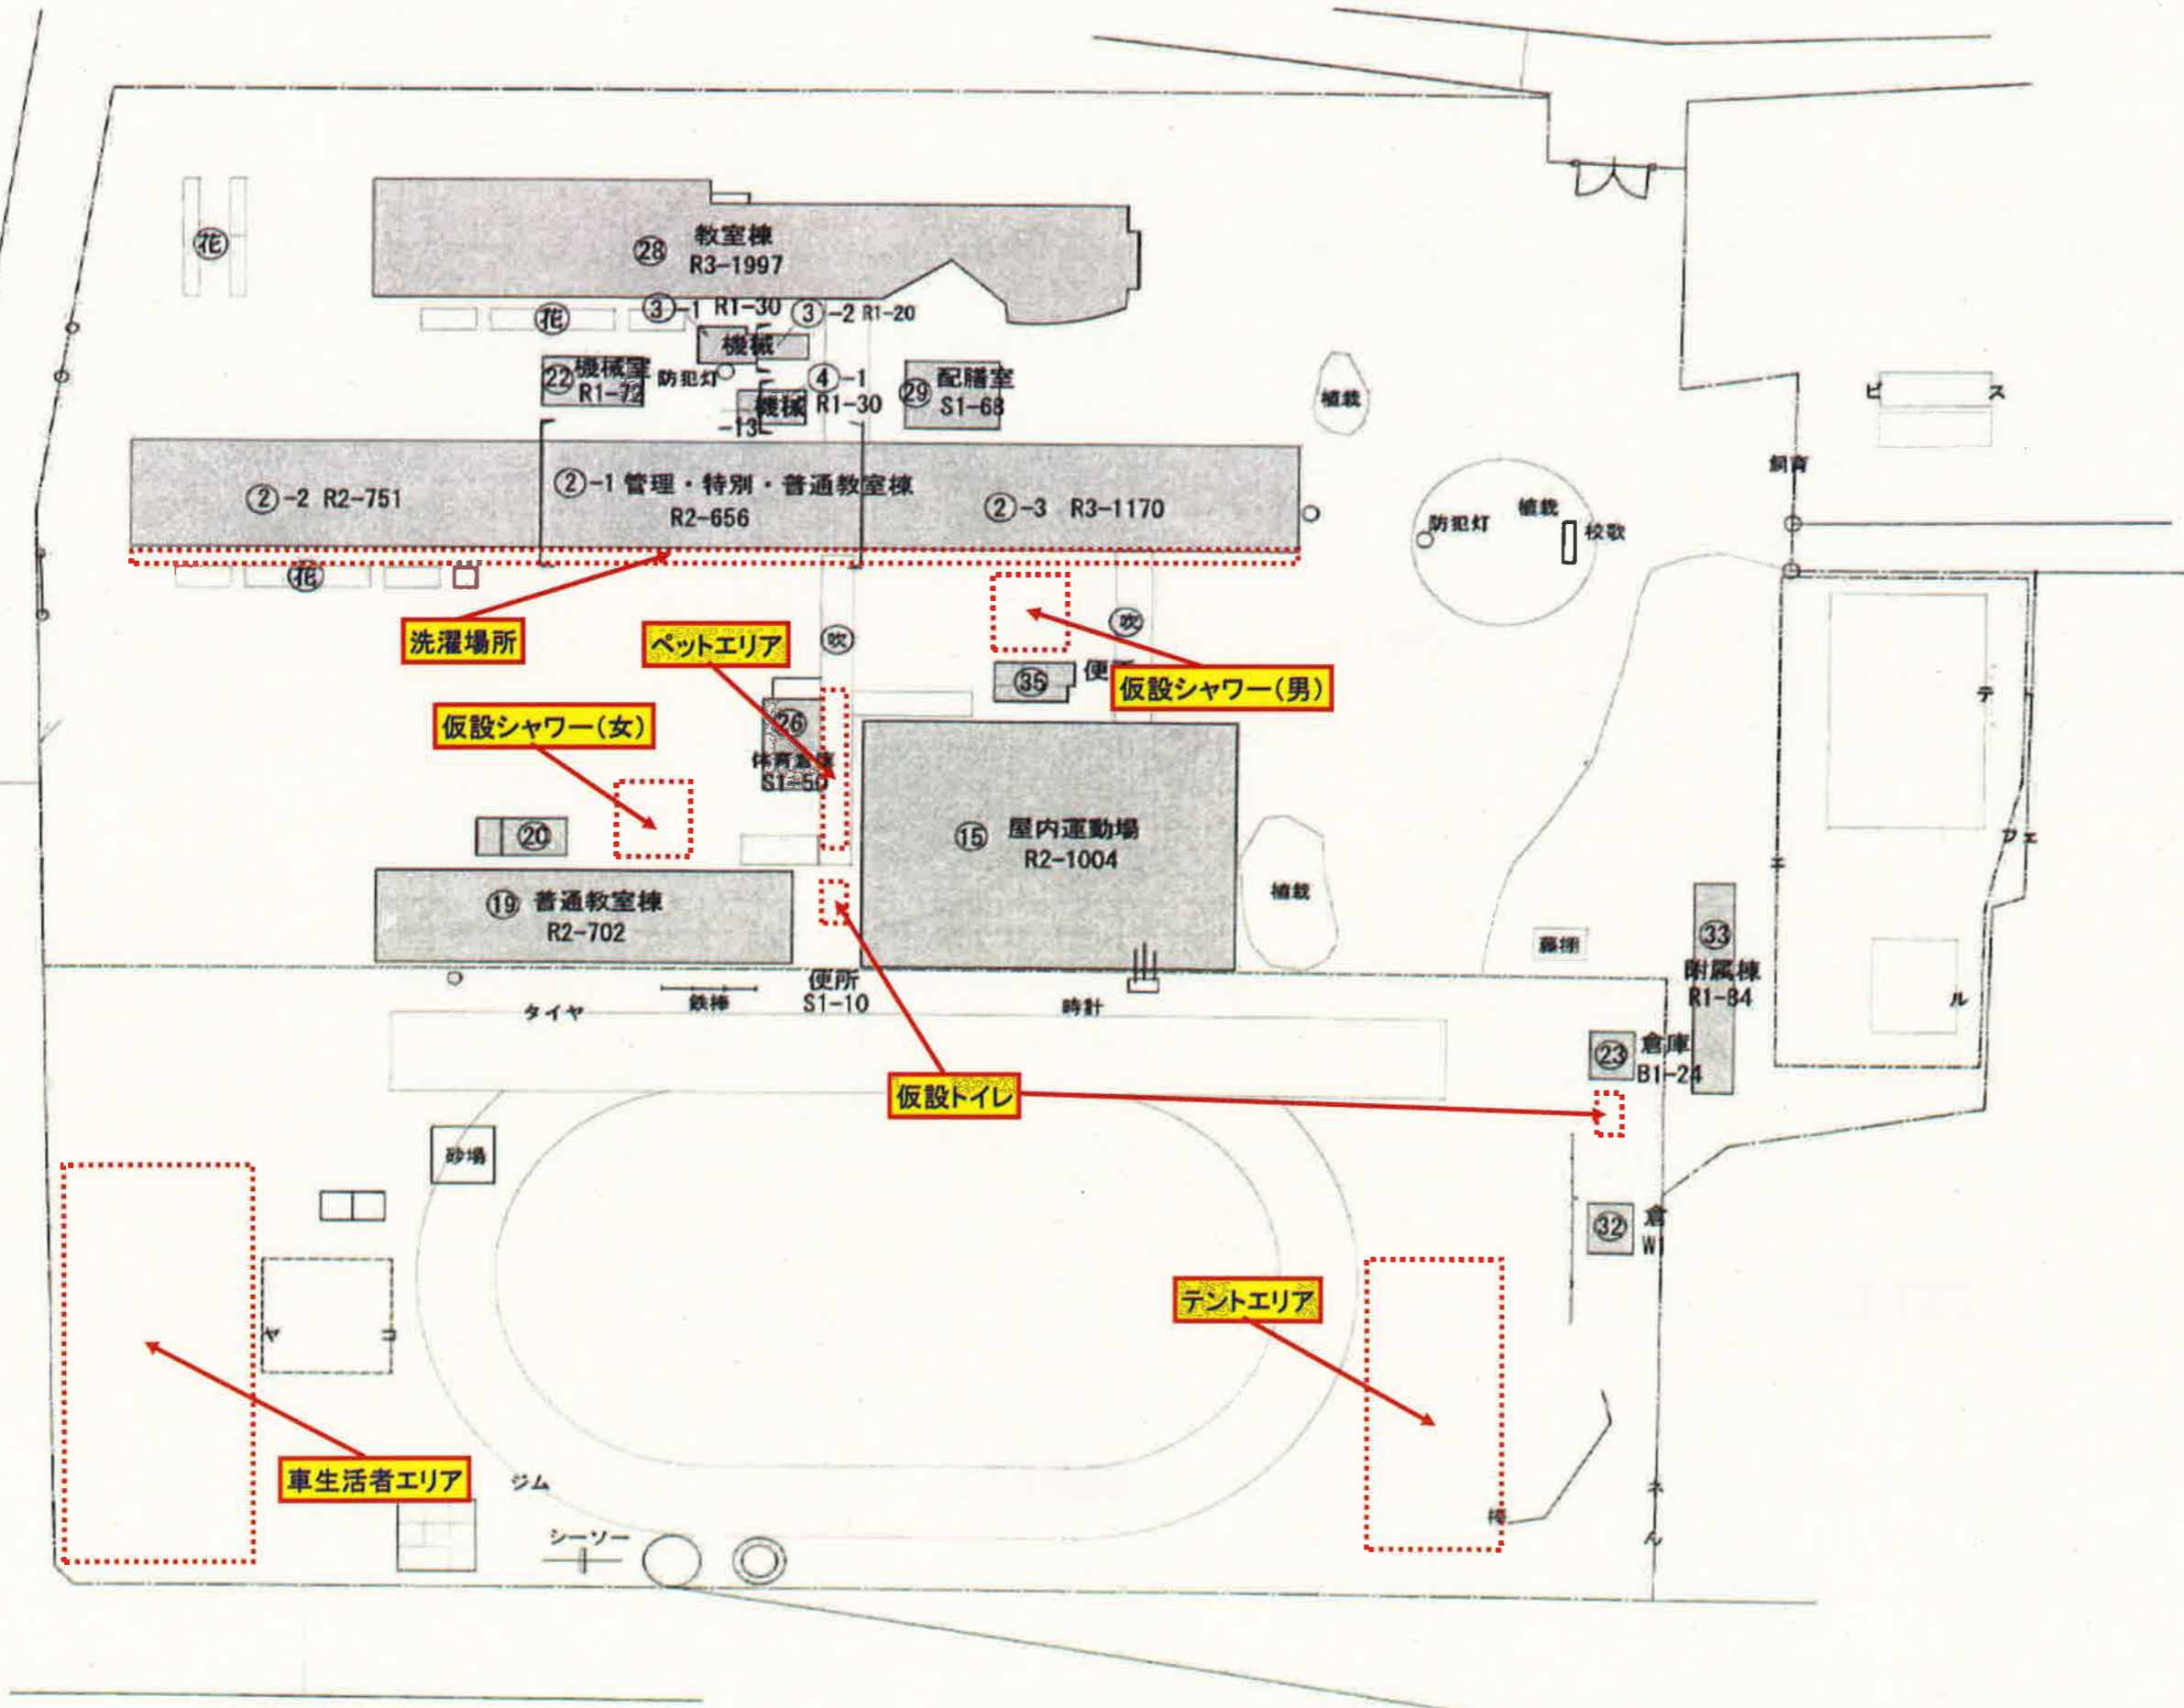 教室棟
㉘
R3-1997
花
花
③-1 R1-30
③-2 R1-20
機械
㉒
機械室
R1-72
防犯灯
④-1
機械
R1-30
-13
㉙
配膳室
S1-68
植栽
ビ
ス
飼育
②-2 R2-751
②-1 管理・特別・普通教室棟
R2-656
②-3 R3-1170
防犯灯
植栽
校歌
花
洗濯場所
ペットエリア
吹
吹
㉟
仮設シャワー(男)
仮設シャワー(女)
㉖
体育倉庫
S1-50
テ
ト
⑳
⑮
屋内運動場
R2-1004
フェ
ニ
植栽
⑲
普通教室棟
R2-702
藤棚
㉝
附属棟
R1-84
ル
便所
S1-10
タイヤ
鉄棒
時計
㉓
倉庫
B1-24
仮設トイレ
砂場
㉜
倉
W1
テントエリア
ヤ
コ
車生活者エリア
ジム
シーソー
ネ
ん